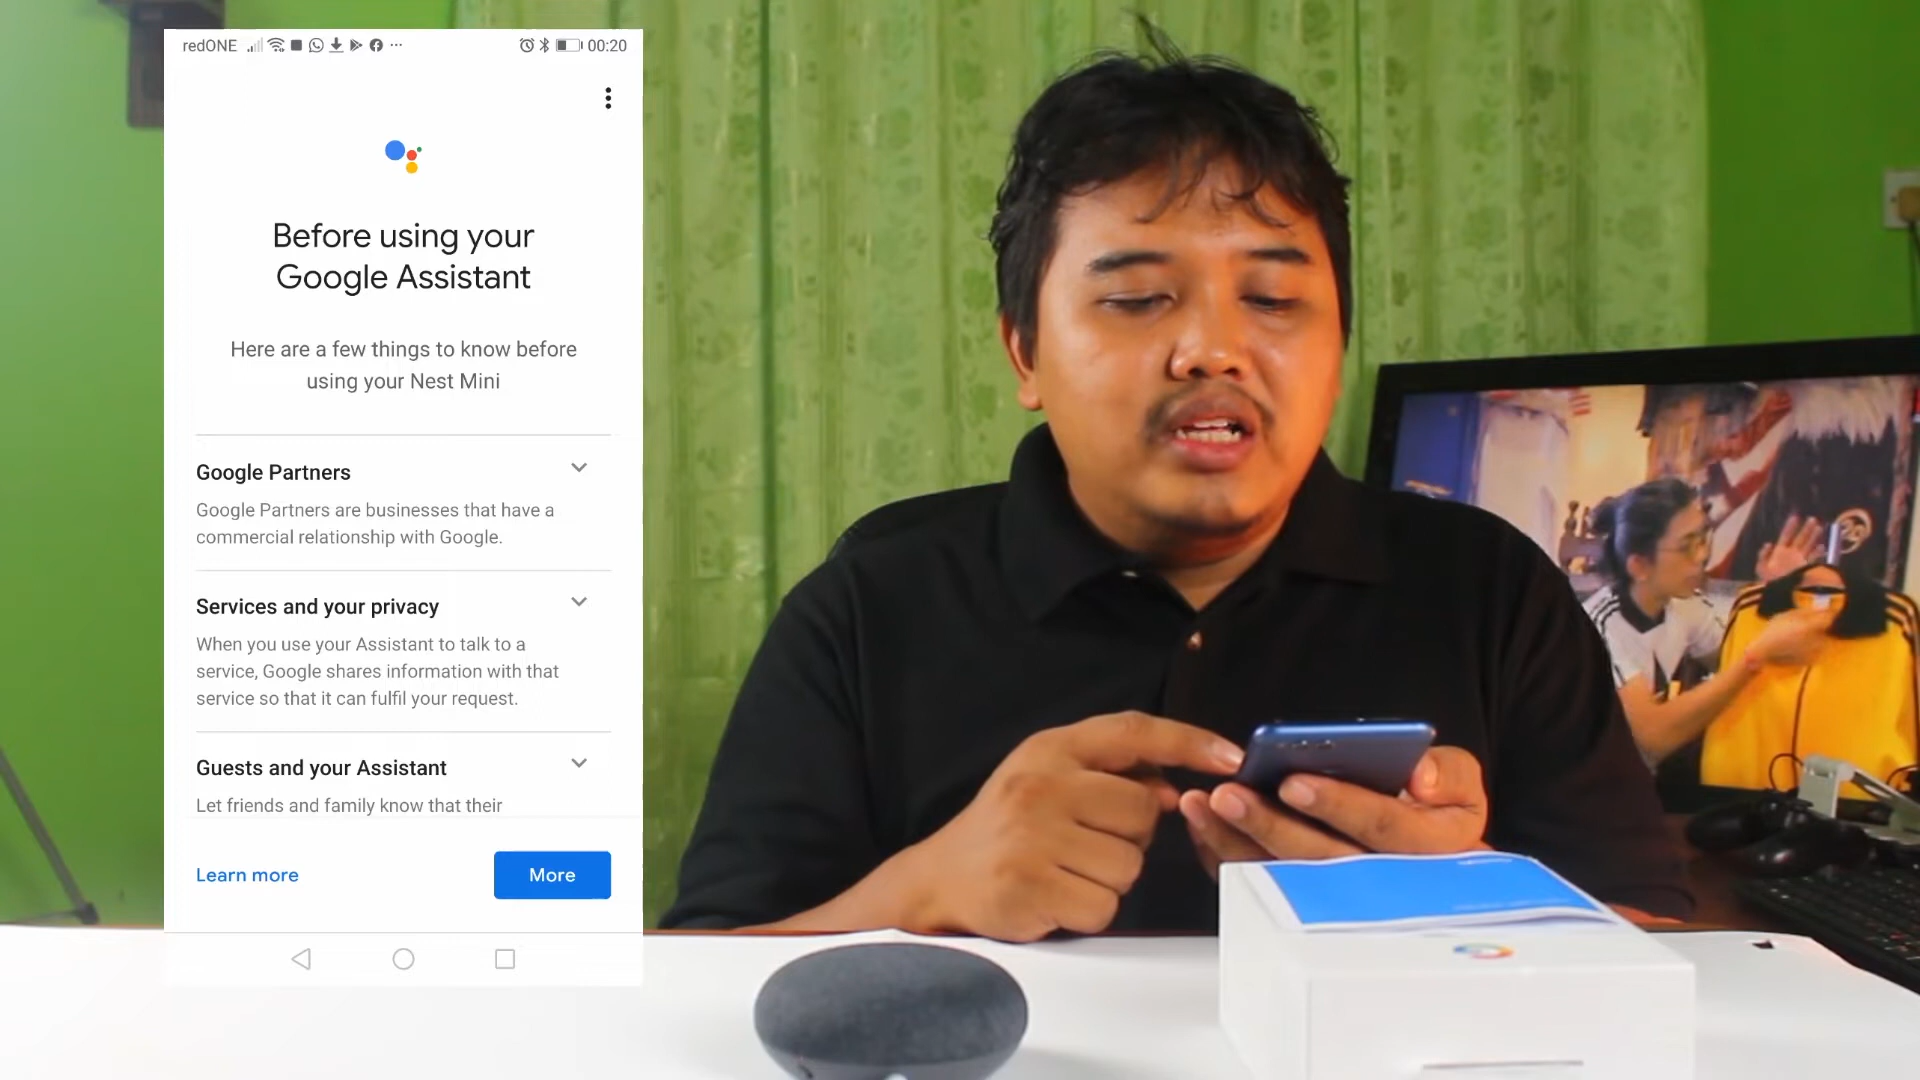 redONE
00:20
Before using your
Google Assistant
Here are a few things to know before
using your Nest Mini
Google Partners
Google Partners are businesses that have a
commercial relationship with Google.
Services and your privacy
When you use your Assistant to talk to a
service, Google shares information with that
service so that it can fulfil your request.
Guests and your Assistant
Let friends and family know that their
Learn more
More